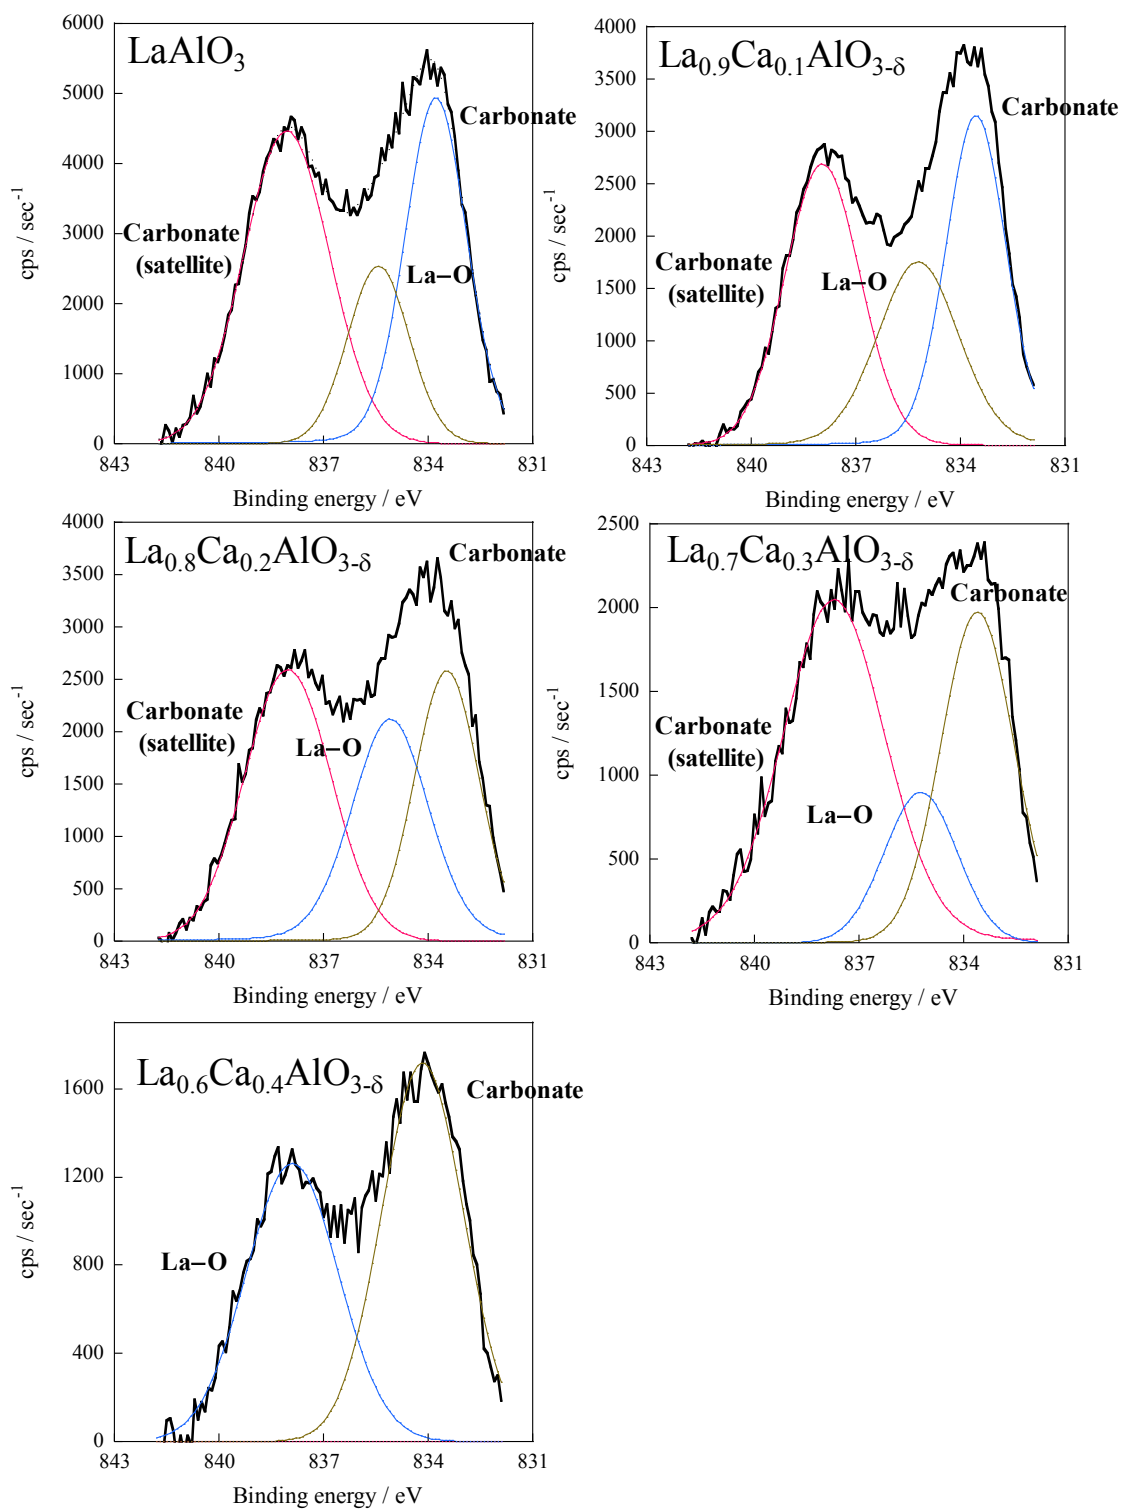 LaAlO3
6000
5000
4000
3000
2000
1000
0
cps / sec-1
Carbonate
Carbonate
(satellite)
La−O
843 840 837 834 831
Binding energy / eV
La0.9Ca0.1AlO3-δ
4000
3500
3000
2500
2000
1500
1000
500
0
cps / sec-1
Carbonate
Carbonate
(satellite)
La−O
843 840 837 834 831
Binding energy / eV
La0.8Ca0.2AlO3-δ
4000
3500
3000
2500
2000
1500
1000
500
0
cps / sec-1
Carbonate
Carbonate
(satellite)
La−O
843 840 837 834 831
Binding energy / eV
La0.7Ca0.3AlO3-δ
2500
2000
1500
1000
500
0
cps / sec-1
Carbonate
Carbonate
(satellite)
La−O
843 840 837 834 831
Binding energy / eV
La0.6Ca0.4AlO3-δ
1600
1200
800
400
0
cps / sec-1
Carbonate
La−O
843 840 837 834 831
Binding energy / eV